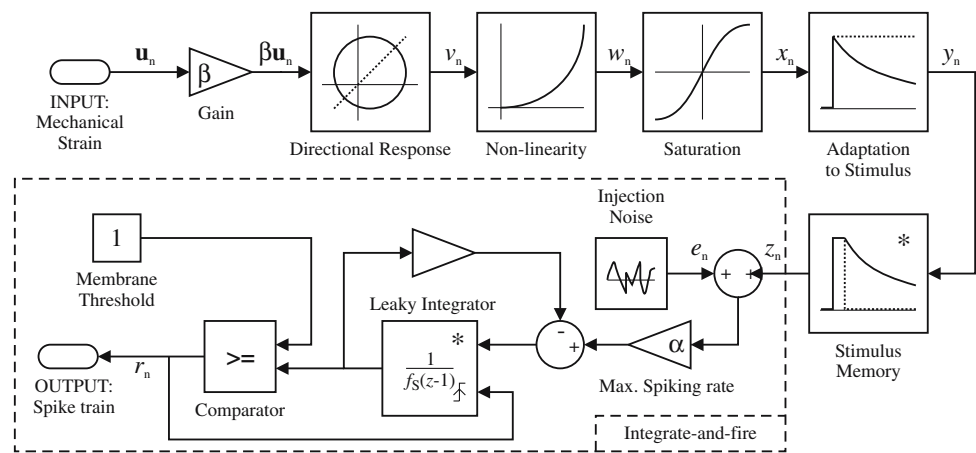 u_n
βu_n
v_n
w_n
x_n
y_n
β
INPUT:
Mechanical
Strain
Gain
Directional Response
Non-linearity
Saturation
Adaptation
to Stimulus
Injection
Noise
1
Membrane
Threshold
e_n
z_n
+ +
*
Leaky Integrator
*
1
f_S(z-1)
-
+
α
>=
r_n
OUTPUT:
Spike train
Comparator
Max. Spiking rate
Stimulus
Memory
Integrate-and-fire